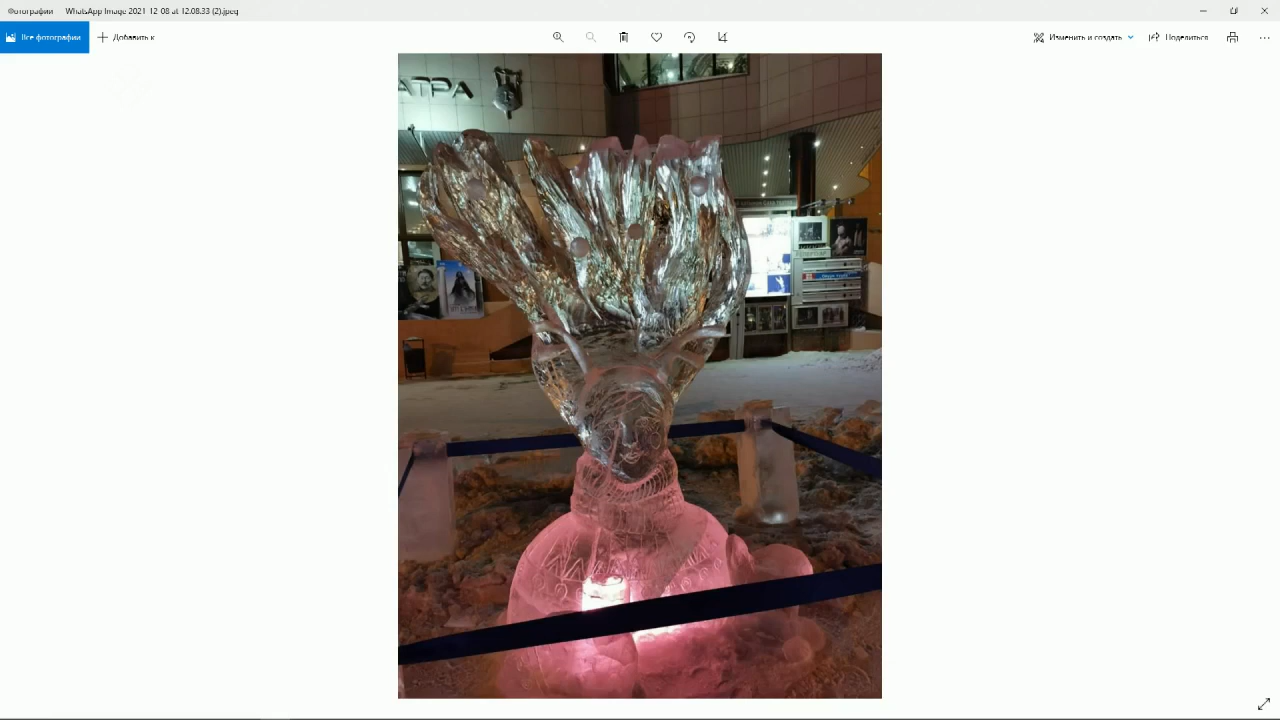 Фотографии
WhatsApp Image 2021-12-08 at 12.08.33 (2).jpeg
Все фотографии
Добавить к
Изменить и создать
Поделиться
АТРА